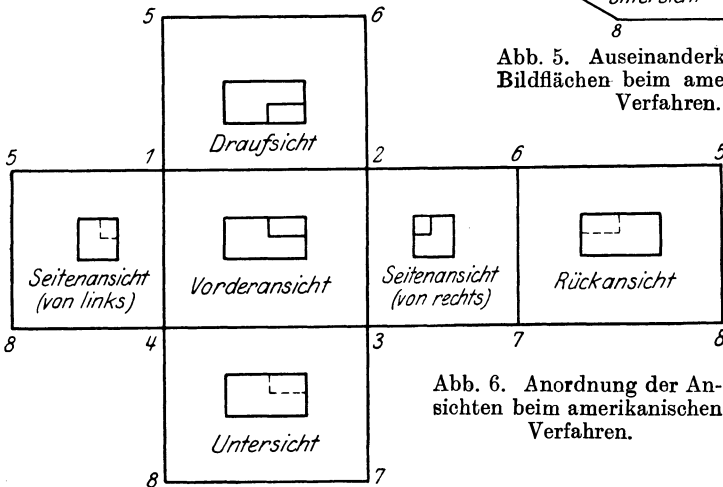 5 6
8
Abb. 5. Auseinanderk
Bildflächen beim ame
Verfahren.
Draufsicht
5 1 2 6 5
Seitenansicht
(von links)
Vorderansicht
Seitenansicht
(von rechts)
Rückansicht
8 4 3 7 8
Abb. 6. Anordnung der An-
sichten beim amerikanischen
Verfahren.
Untersicht
8 7